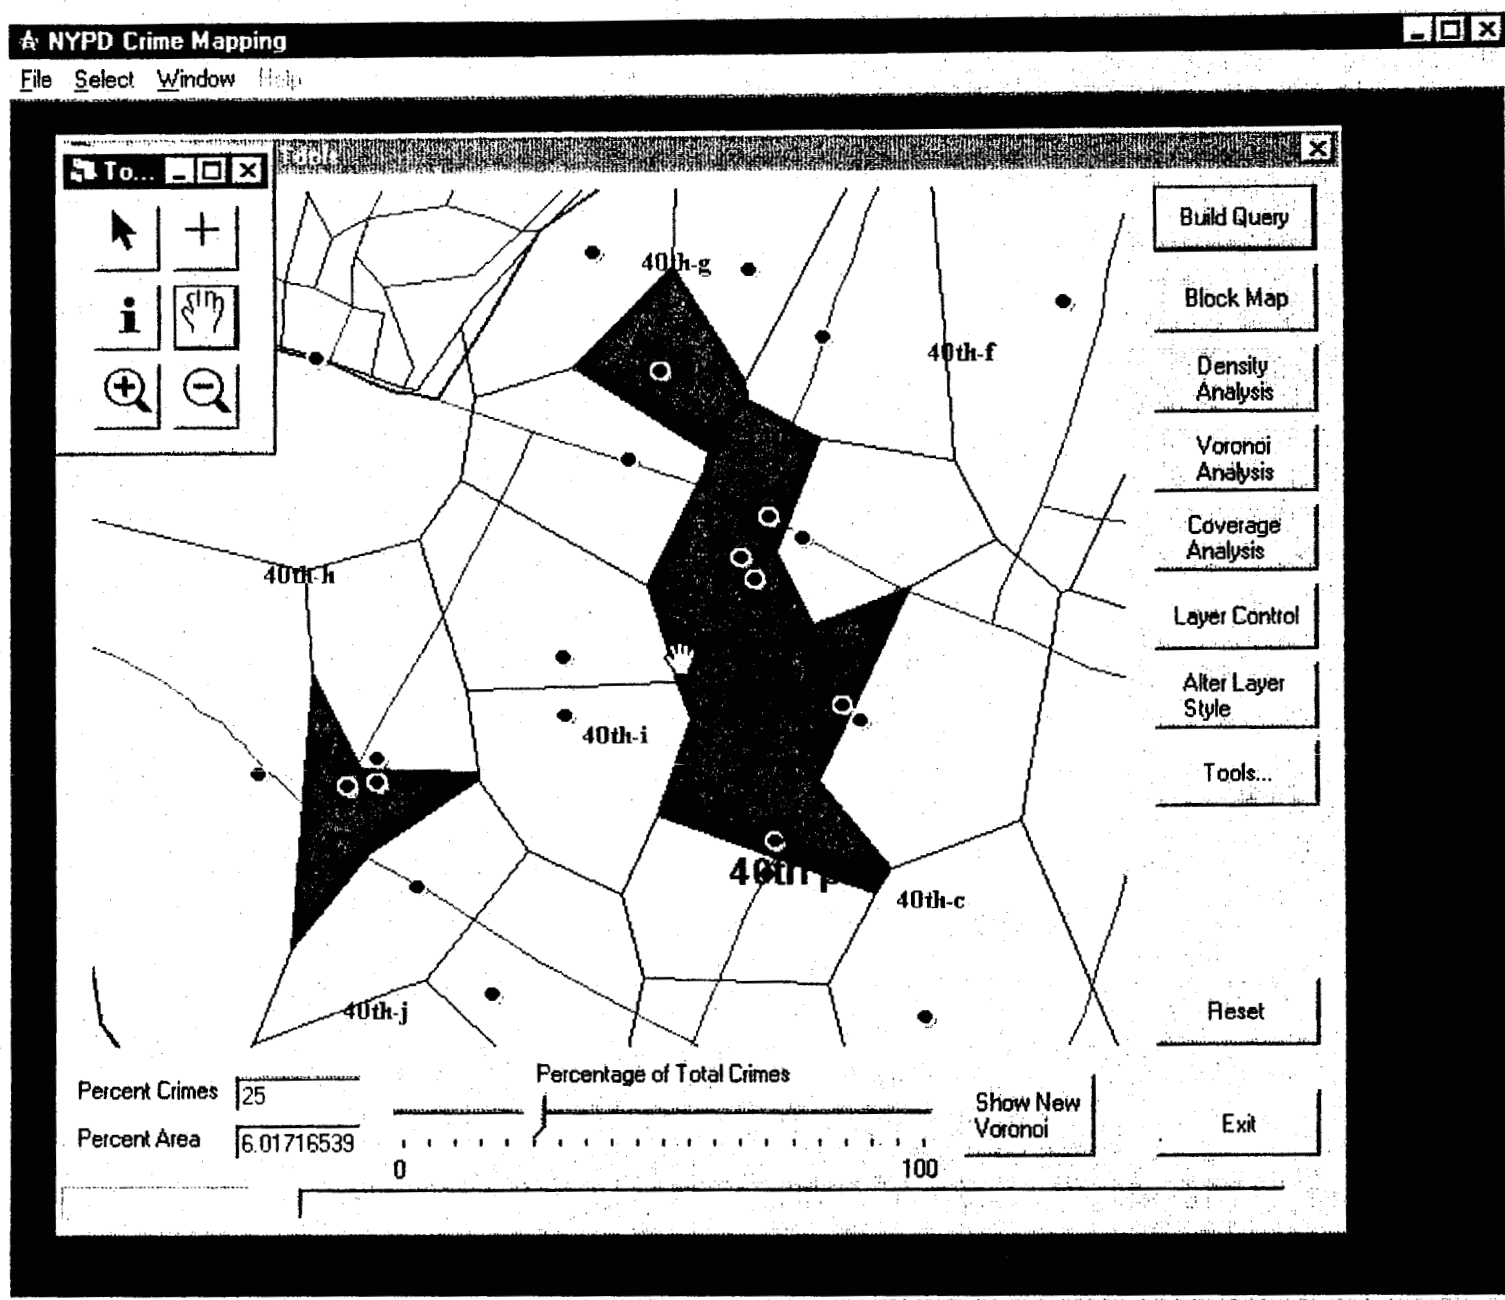 NYPD Crime Mapping
File Select Window Help
Tools
To...
Build Query
Block Map
Density
Analysis
Voronoi
Analysis
Coverage
Analysis
Layer Control
Alter Layer
Style
Tools...
Reset
Exit
40th-g
40th-f
40th-h
40th-i
40th-c
40th-j
Percent Crimes 25
Percent Area 6.01716539
Percentage of Total Crimes
0 100
Show New
Voronoi